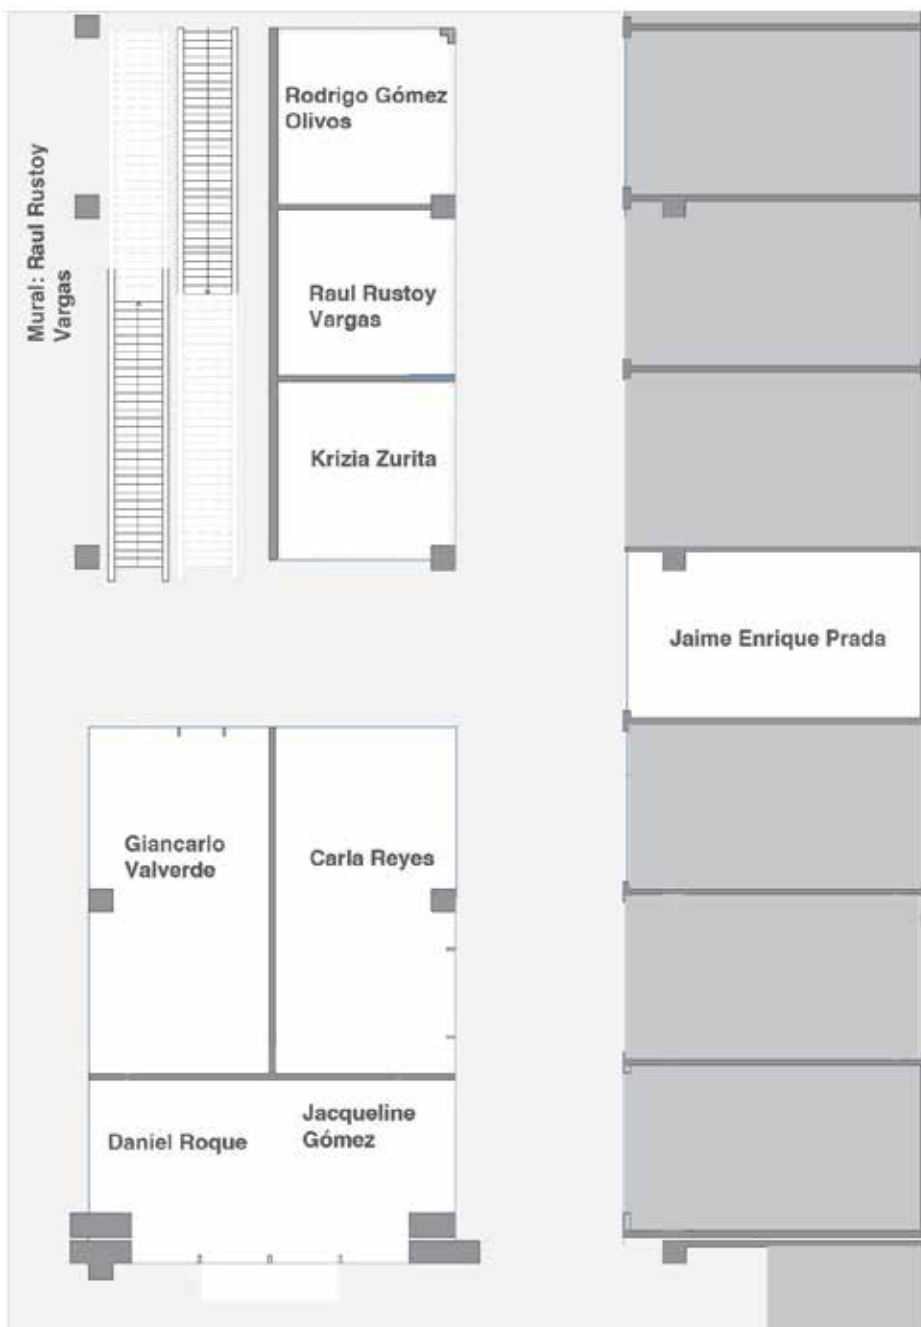 Mural: Raul Rustoy
Vargas
Rodrigo Gómez
Olivos
Raul Rustoy
Vargas
Krizia Zurita
Jaime Enrique Prada
Giancarlo
Valverde
Carla Reyes
Daniel Roque
Jacqueline
Gómez